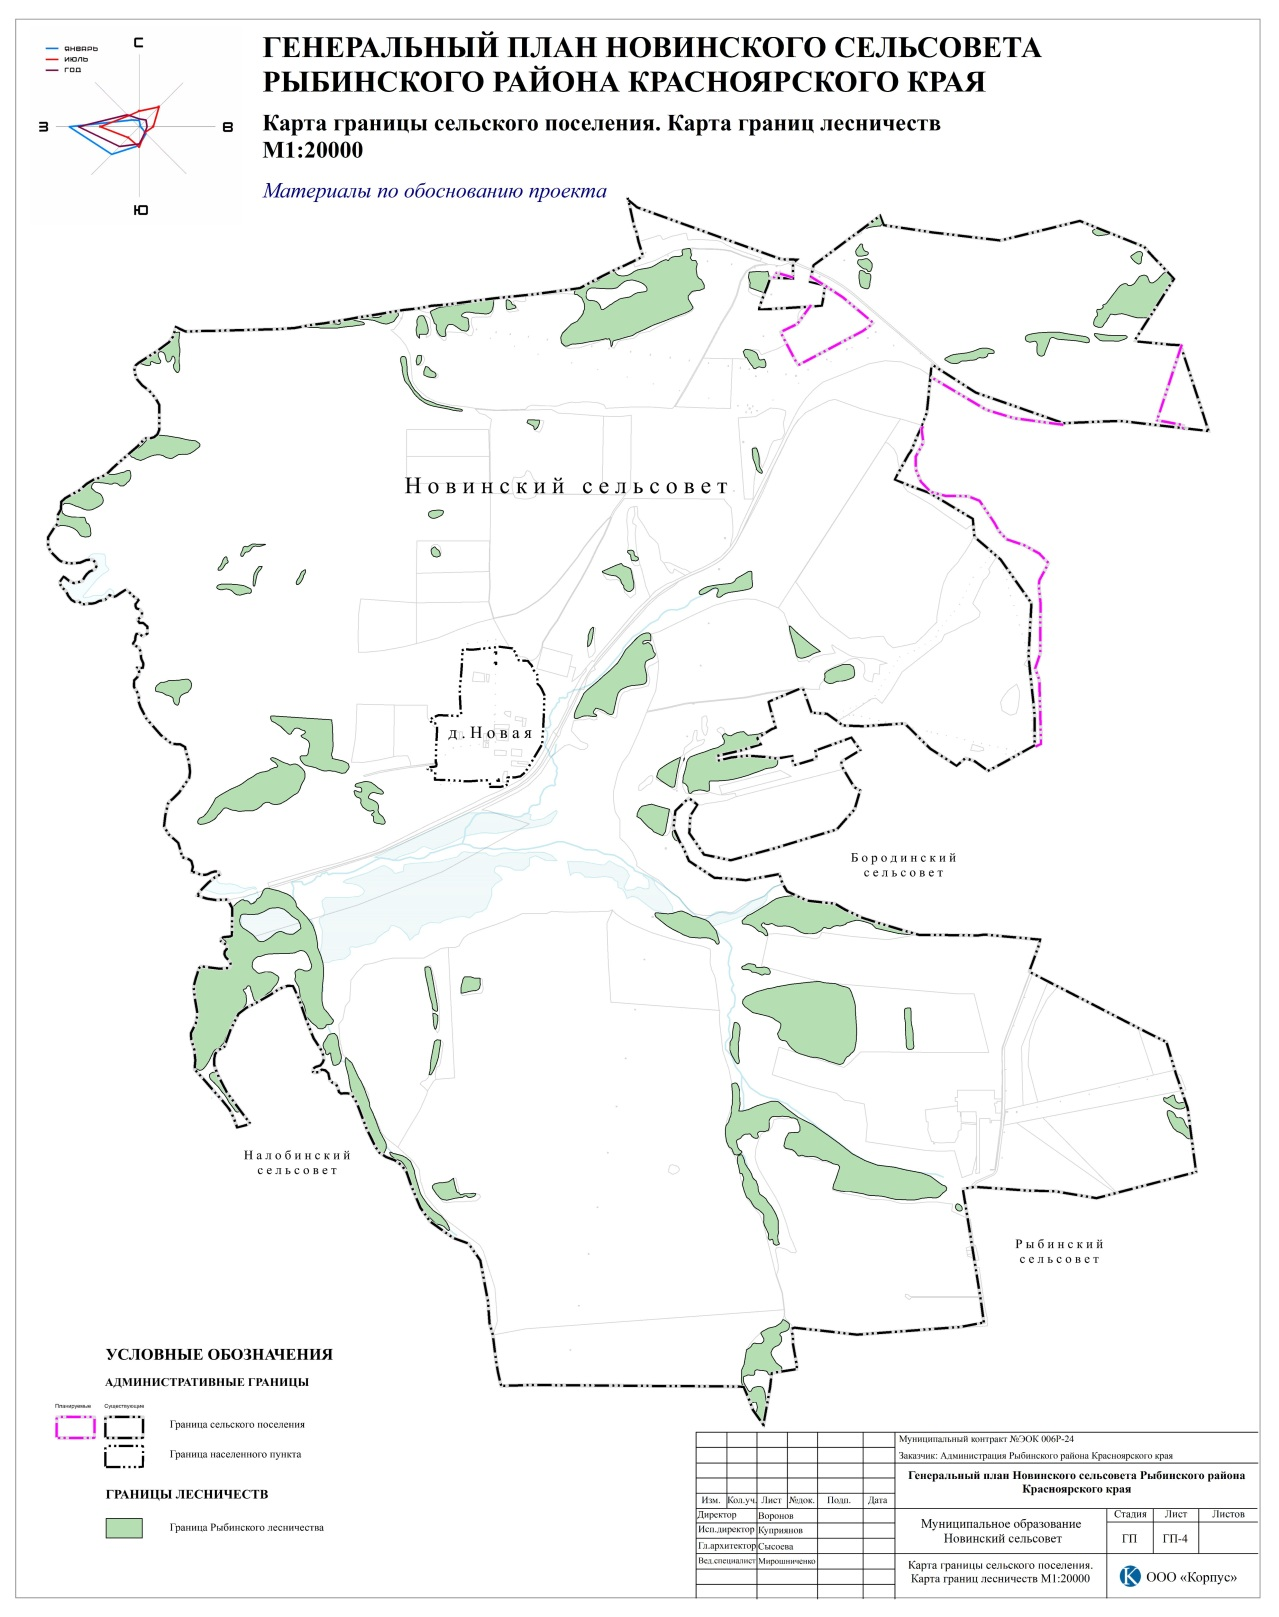 ГЕНЕРАЛЬНЫЙ ПЛАН НОВИНСКОГО СЕЛЬСОВЕТА
РЫБИНСКОГО РАЙОНА КРАСНОЯРСКОГО КРАЯ
Карта границы сельского поселения. Карта границ лесничеств
М1:20000
Материалы по обоснованию проекта
ЯНВАРЬ
ИЮЛЬ
ГОД
С
З
В
Ю
Новинский сельсовет
д.Новая
Бородинский
сельсовет
Налобинский
сельсовет
Рыбинский
сельсовет
УСЛОВНЫЕ ОБОЗНАЧЕНИЯ
АДМИНИСТРАТИВНЫЕ ГРАНИЦЫ
Планируемые Существующие
Граница сельского поселения
Граница населенного пункта
ГРАНИЦЫ ЛЕСНИЧЕСТВ
Граница Рыбинского лесничества
Муниципальный контракт №ЭОК 006Р-24
Заказчик: Администрация Рыбинского района Красноярского края
Генеральный план Новинского сельсовета Рыбинского района
Красноярского края
Изм. Кол.уч. Лист №док. Подп. Дата
Директор Воронов
Исп.директор Куприянов
Гл.архитектор Сысоева
Вед.специалист Мирошниченко
Муниципальное образование
Новинский сельсовет
Стадия Лист Листов
ГП ГП-4
Карта границы сельского поселения.
Карта границ лесничеств М1:20000
ООО «Корпус»